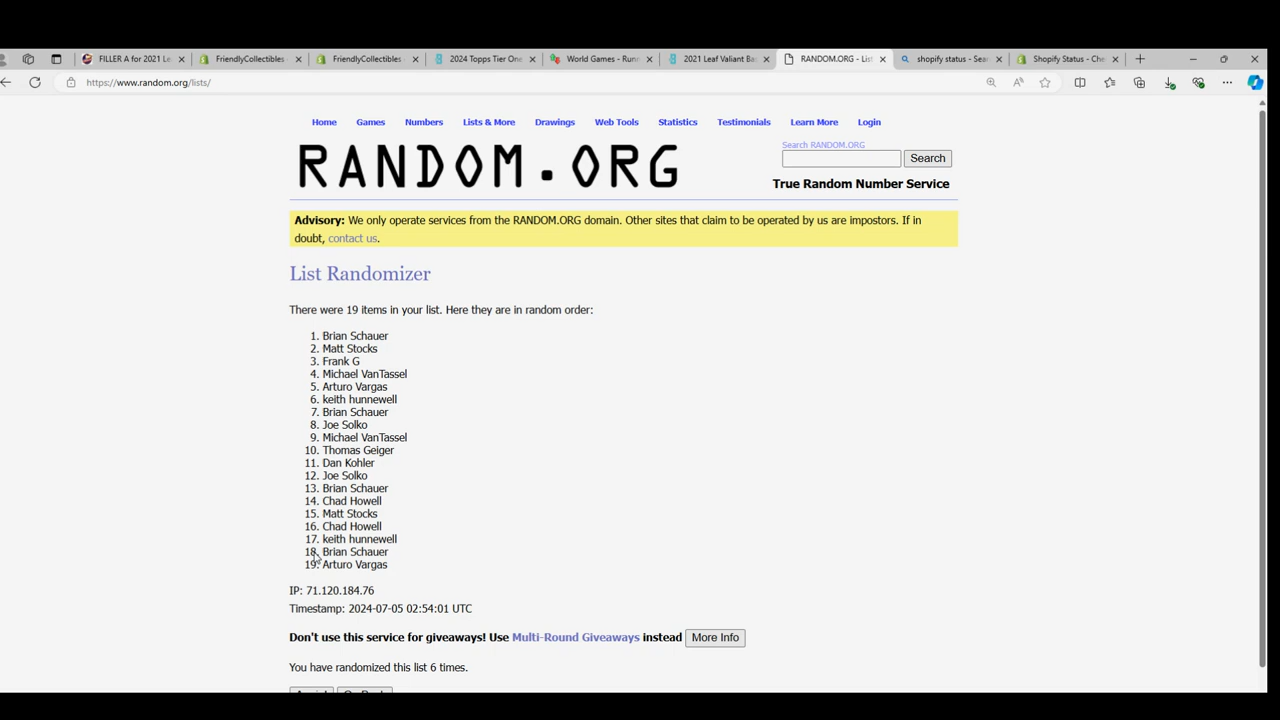 FILLER A for 2021 Le
FriendlyCollectibles
FriendlyCollectibles
2024 Topps Tier One
World Games - Runn
2021 Leaf Valiant Ba
RANDOM.ORG - List
shopify status - Sear
Shopify Status - Che
https://www.random.org/lists/
Home Games Numbers Lists & More Drawings Web Tools Statistics Testimonials Learn More Login
RANDOM.ORG
Search RANDOM.ORG
Search
True Random Number Service
Advisory: We only operate services from the RANDOM.ORG domain. Other sites that claim to be operated by us are impostors. If in
doubt, contact us.
List Randomizer
There were 19 items in your list. Here they are in random order:
1. Brian Schauer
2. Matt Stocks
3. Frank G
4. Michael VanTassel
5. Arturo Vargas
6. keith hunnewell
7. Brian Schauer
8. Joe Solko
9. Michael VanTassel
10. Thomas Geiger
11. Dan Kohler
12. Joe Solko
13. Brian Schauer
14. Chad Howell
15. Matt Stocks
16. Chad Howell
17. keith hunnewell
18. Brian Schauer
19. Arturo Vargas
IP: 71.120.184.76
Timestamp: 2024-07-05 02:54:01 UTC
Don't use this service for giveaways! Use Multi-Round Giveaways instead More Info
You have randomized this list 6 times.